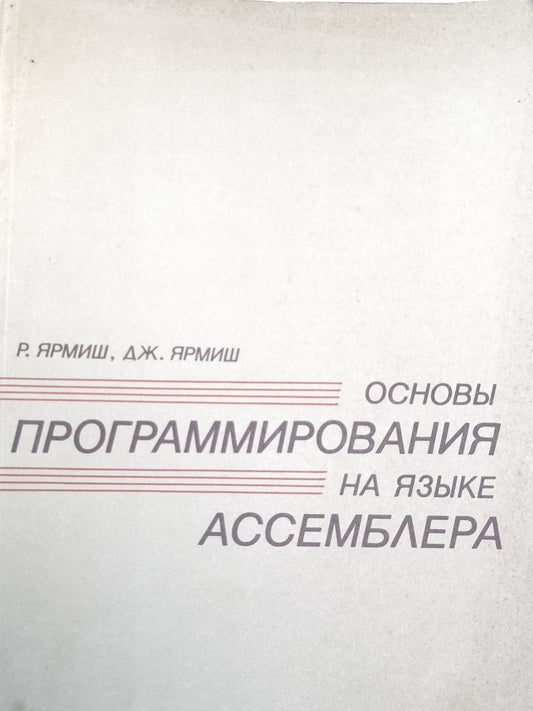 Р. ЯРМИШ, ДЖ. ЯРМИШ
ОСНОВЫ
ПРОГРАММИРОВАНИЯ
НА ЯЗЫКЕ
АССЕМБЛЕРА